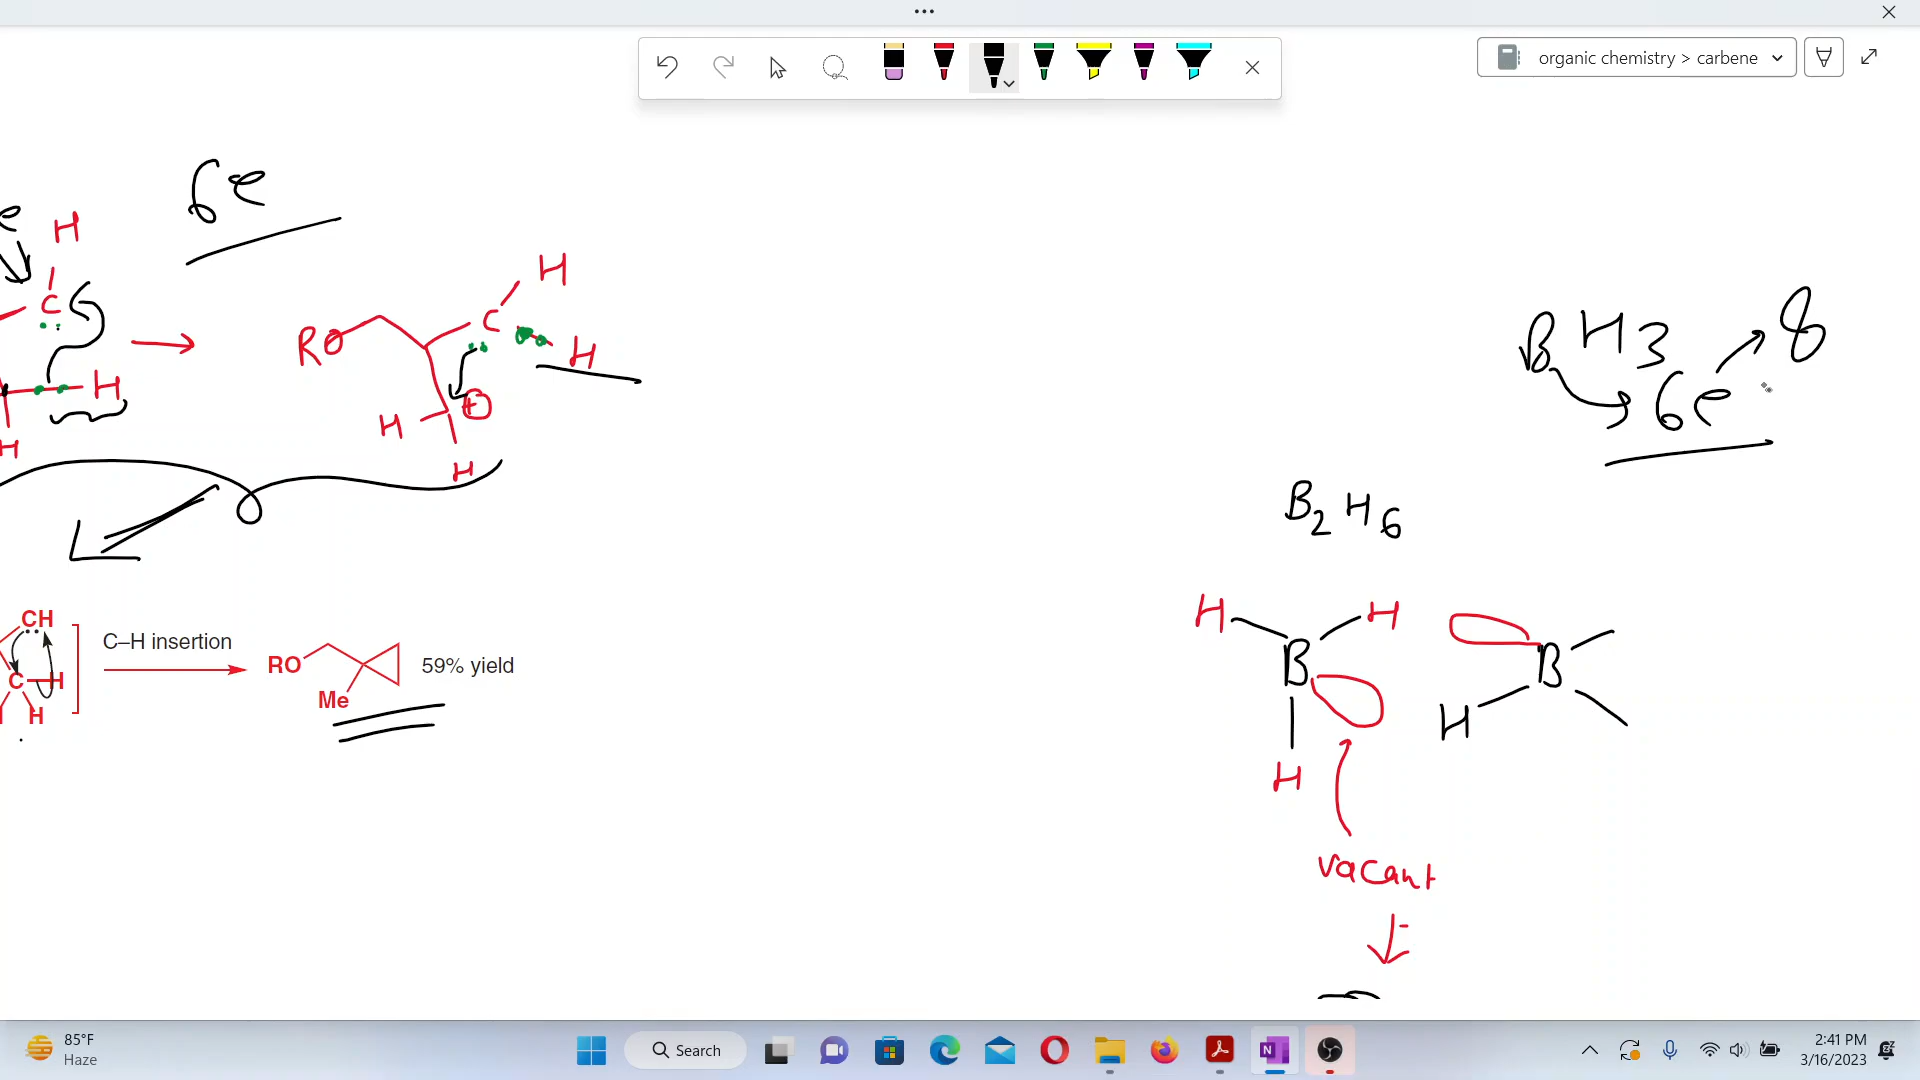 organic chemistry > carbene
6e
e
H
C
H
H
RO
C
H
H
H
⊕
H
BH3
6e
8
B2H6
H
H
B
H
B
H
vacant
CH
C
H
H
C–H insertion
RO
Me
59% yield
85°F
Haze
Search
2:41 PM
3/16/2023